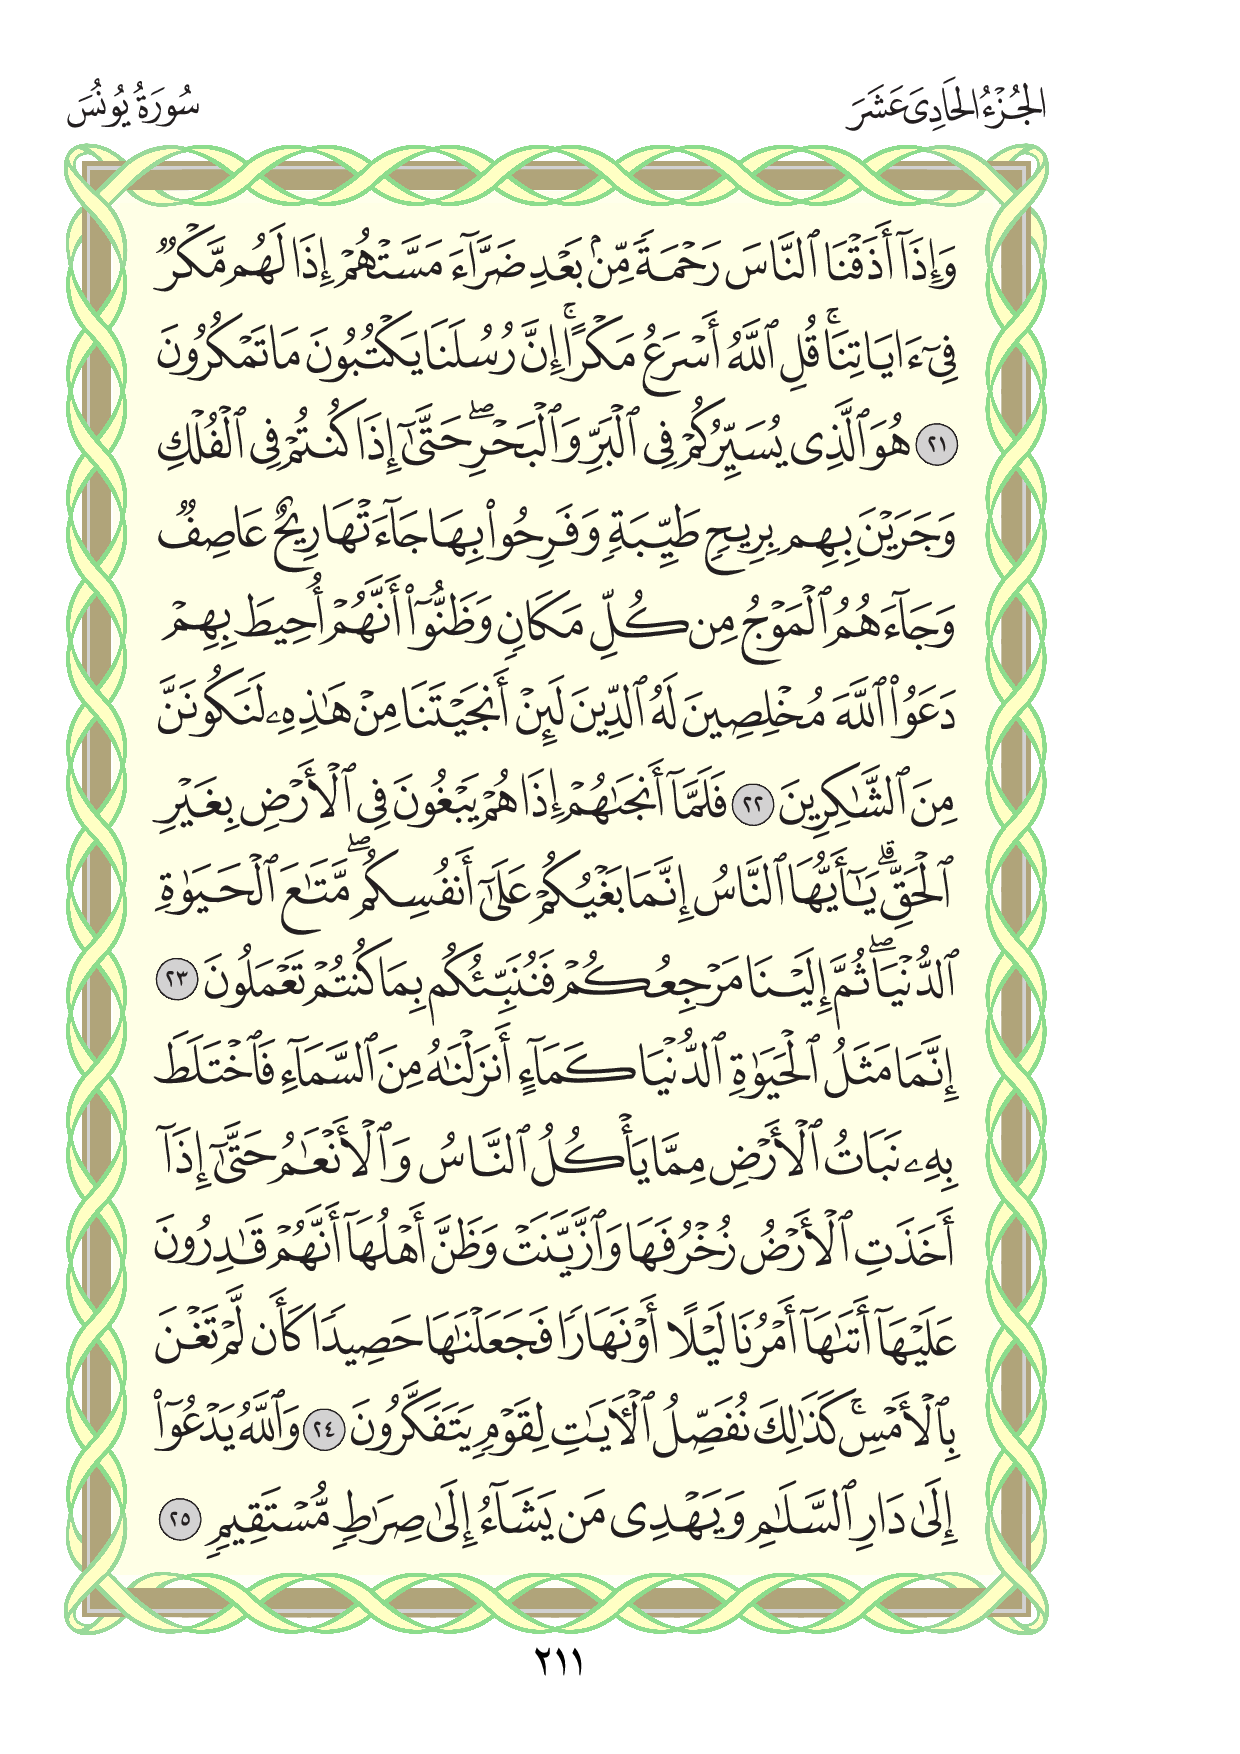 الجُزْءُ الحَادِيَ عَشَرَ
سُورَةُ يُونُسَ
وَإِذَآ أَذَقْنَا ٱلنَّاسَ رَحْمَةً مِّنۢ بَعْدِ ضَرَّآءَ مَسَّتْهُمْ إِذَا لَهُم مَّكْرٌ
فِىٓ ءَايَاتِنَا ۚ قُلِ ٱللَّهُ أَسْرَعُ مَكْرًا ۚ إِنَّ رُسُلَنَا يَكْتُبُونَ مَا تَمْكُرُونَ
٢١ هُوَ ٱلَّذِى يُسَيِّرُكُمْ فِى ٱلْبَرِّ وَٱلْبَحْرِ ۖ حَتَّىٰٓ إِذَا كُنتُمْ فِى ٱلْفُلْكِ
وَجَرَيْنَ بِهِم بِرِيحٍ طَيِّبَةٍ وَفَرِحُوا۟ بِهَا جَآءَتْهَا رِيحٌ عَاصِفٌ
وَجَآءَهُمُ ٱلْمَوْجُ مِن كُلِّ مَكَانٍ وَظَنُّوٓا۟ أَنَّهُمْ أُحِيطَ بِهِمْ
دَعَوُا۟ ٱللَّهَ مُخْلِصِينَ لَهُ ٱلدِّينَ لَئِنْ أَنجَيْتَنَا مِنْ هَٰذِهِۦ لَنَكُونَنَّ
مِنَ ٱلشَّٰكِرِينَ ٢٢ فَلَمَّآ أَنجَىٰهُمْ إِذَا هُمْ يَبْغُونَ فِى ٱلْأَرْضِ بِغَيْرِ
ٱلْحَقِّ ۗ يَٰٓأَيُّهَا ٱلنَّاسُ إِنَّمَا بَغْيُكُمْ عَلَىٰٓ أَنفُسِكُم ۖ مَّتَٰعَ ٱلْحَيَوٰةِ
ٱلدُّنْيَا ۖ ثُمَّ إِلَيْنَا مَرْجِعُكُمْ فَنُنَبِّئُكُم بِمَا كُنتُمْ تَعْمَلُونَ ٢٣
إِنَّمَا مَثَلُ ٱلْحَيَوٰةِ ٱلدُّنْيَا كَمَآءٍ أَنزَلْنَٰهُ مِنَ ٱلسَّمَآءِ فَٱخْتَلَطَ
بِهِۦ نَبَاتُ ٱلْأَرْضِ مِمَّا يَأْكُلُ ٱلنَّاسُ وَٱلْأَنْعَٰمُ حَتَّىٰٓ إِذَآ
أَخَذَتِ ٱلْأَرْضُ زُخْرُفَهَا وَٱزَّيَّنَتْ وَظَنَّ أَهْلُهَآ أَنَّهُمْ قَٰدِرُونَ
عَلَيْهَآ أَتَىٰهَآ أَمْرُنَا لَيْلًا أَوْ نَهَارًا فَجَعَلْنَٰهَا حَصِيدًا كَأَن لَّمْ تَغْنَ
بِٱلْأَمْسِ ۚ كَذَٰلِكَ نُفَصِّلُ ٱلْـَٔايَٰتِ لِقَوْمٍ يَتَفَكَّرُونَ ٢٤ وَٱللَّهُ يَدْعُوٓا۟
إِلَىٰ دَارِ ٱلسَّلَٰمِ وَيَهْدِى مَن يَشَآءُ إِلَىٰ صِرَٰطٍ مُّسْتَقِيمٍ ٢٥
٢١١